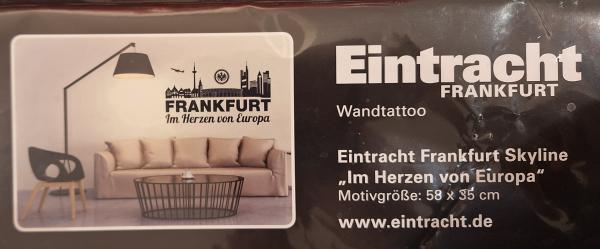 FRANKFURT
Im Herzen von Europa
Eintracht
FRANKFURT
Wandtattoo
Eintracht Frankfurt Skyline
„Im Herzen von Europa“
Motivgröße: 58 x 35 cm
www.eintracht.de